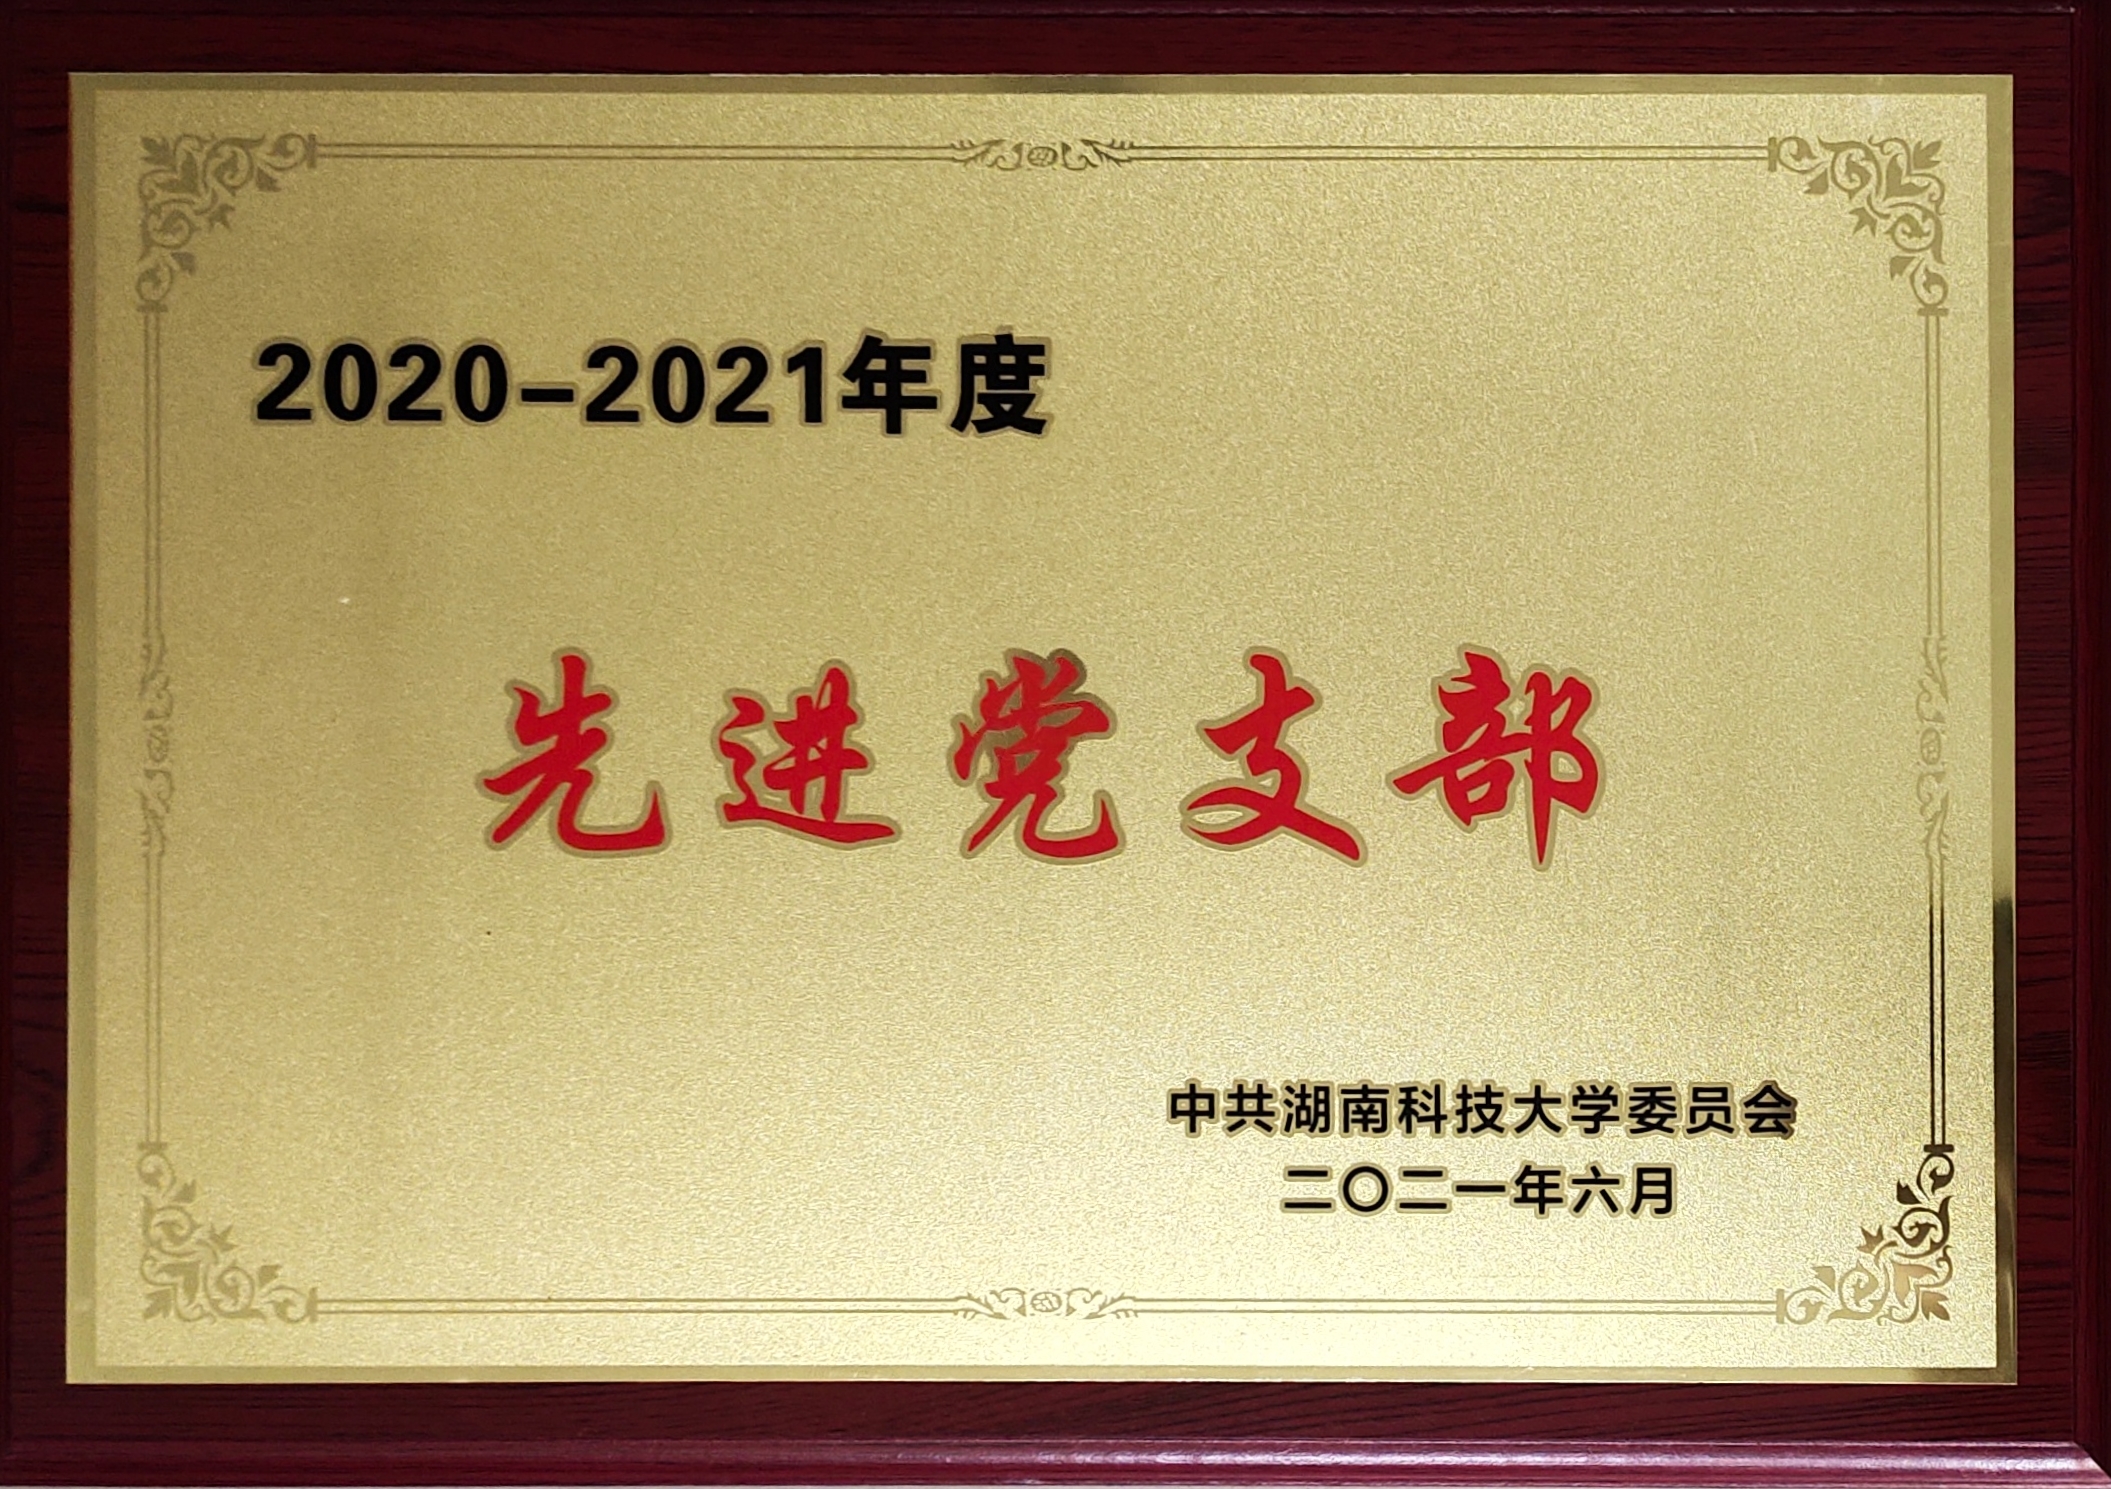 2020-2021年度
先进党支部
中共湖南科技大学委员会
二〇二一年六月